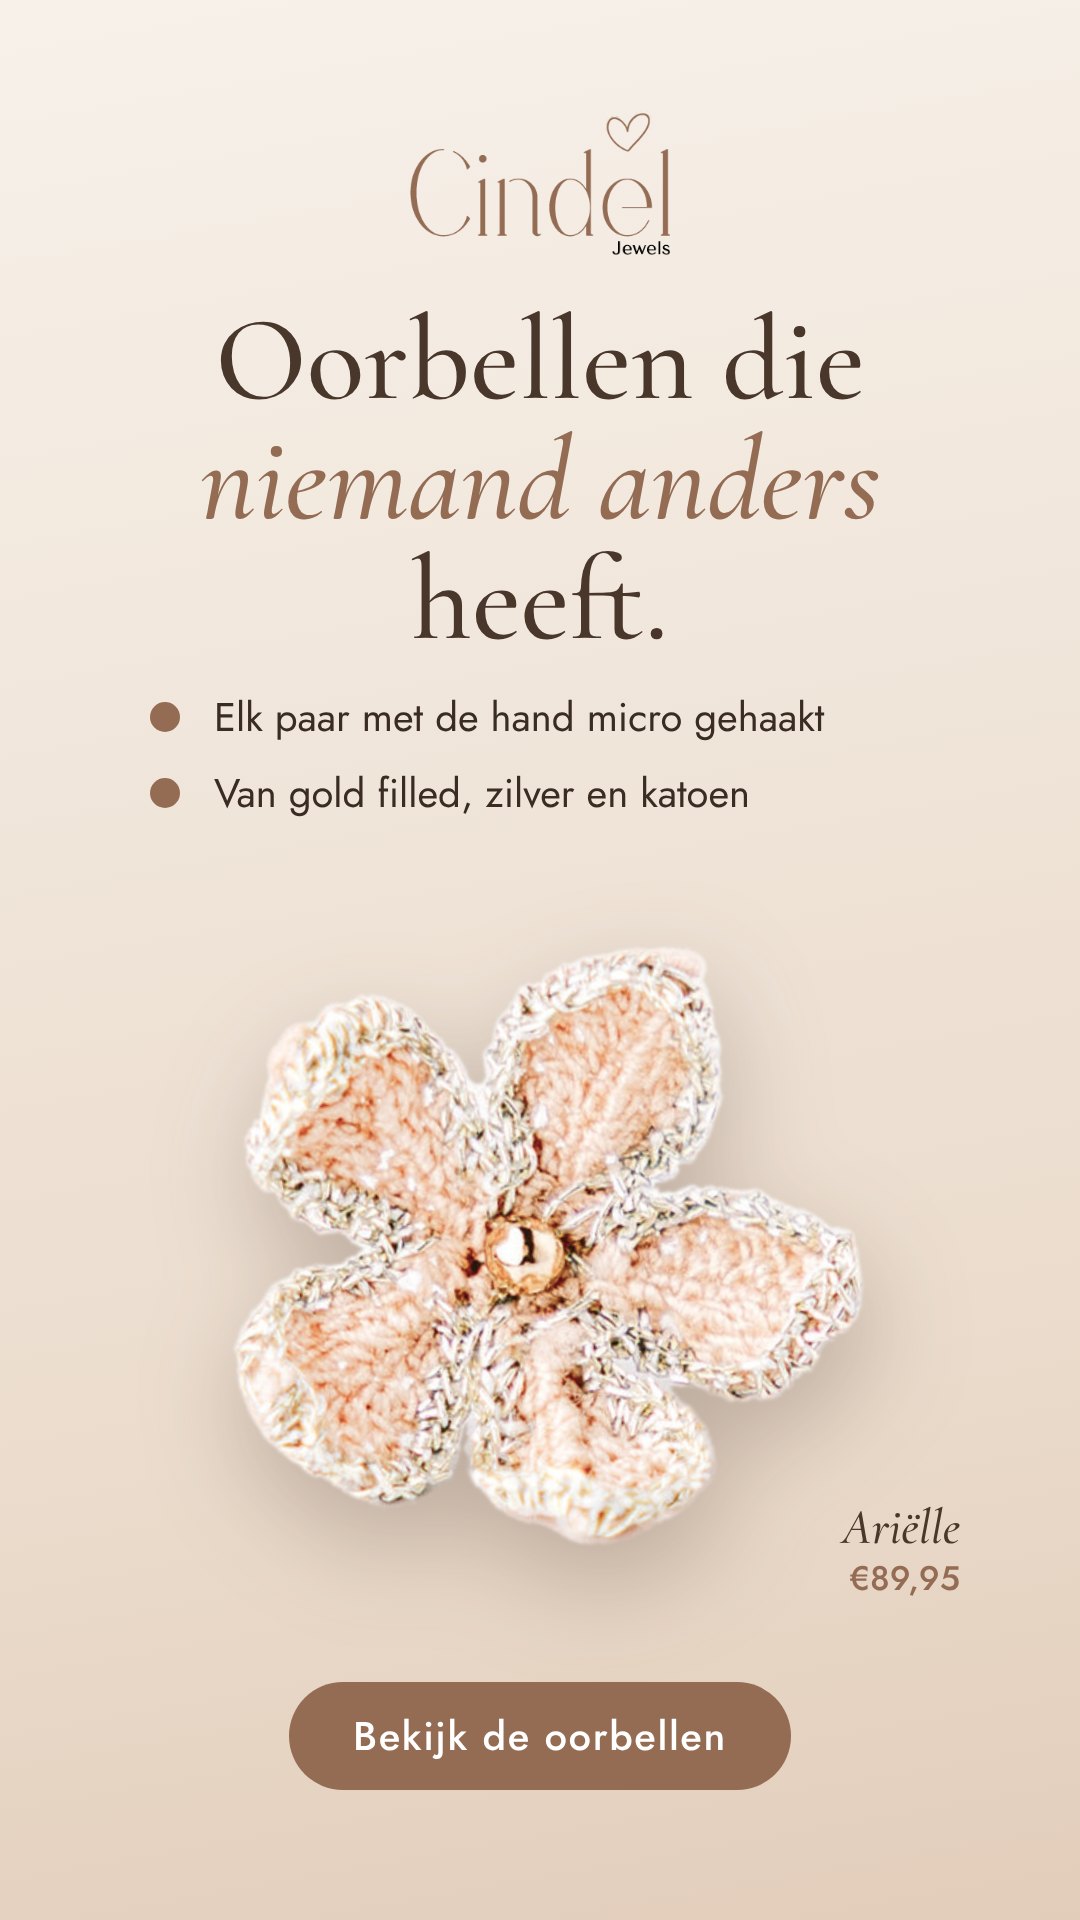 Cindel
Jewels
Oorbellen die
niemand anders
heeft.
Elk paar met de hand micro gehaakt
Van gold filled, zilver en katoen
Ariëlle
€89,95
Bekijk de oorbellen